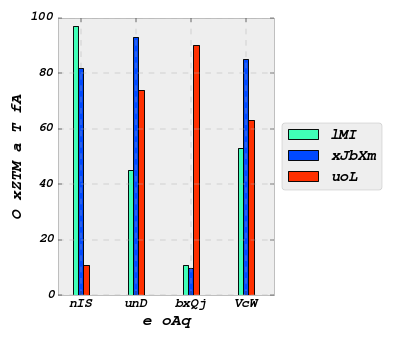 100
80
60
40
20
0
O xZTM a T fA
nIS unD bxQj VcW
e oAq
lMI
xJbXm
uoL